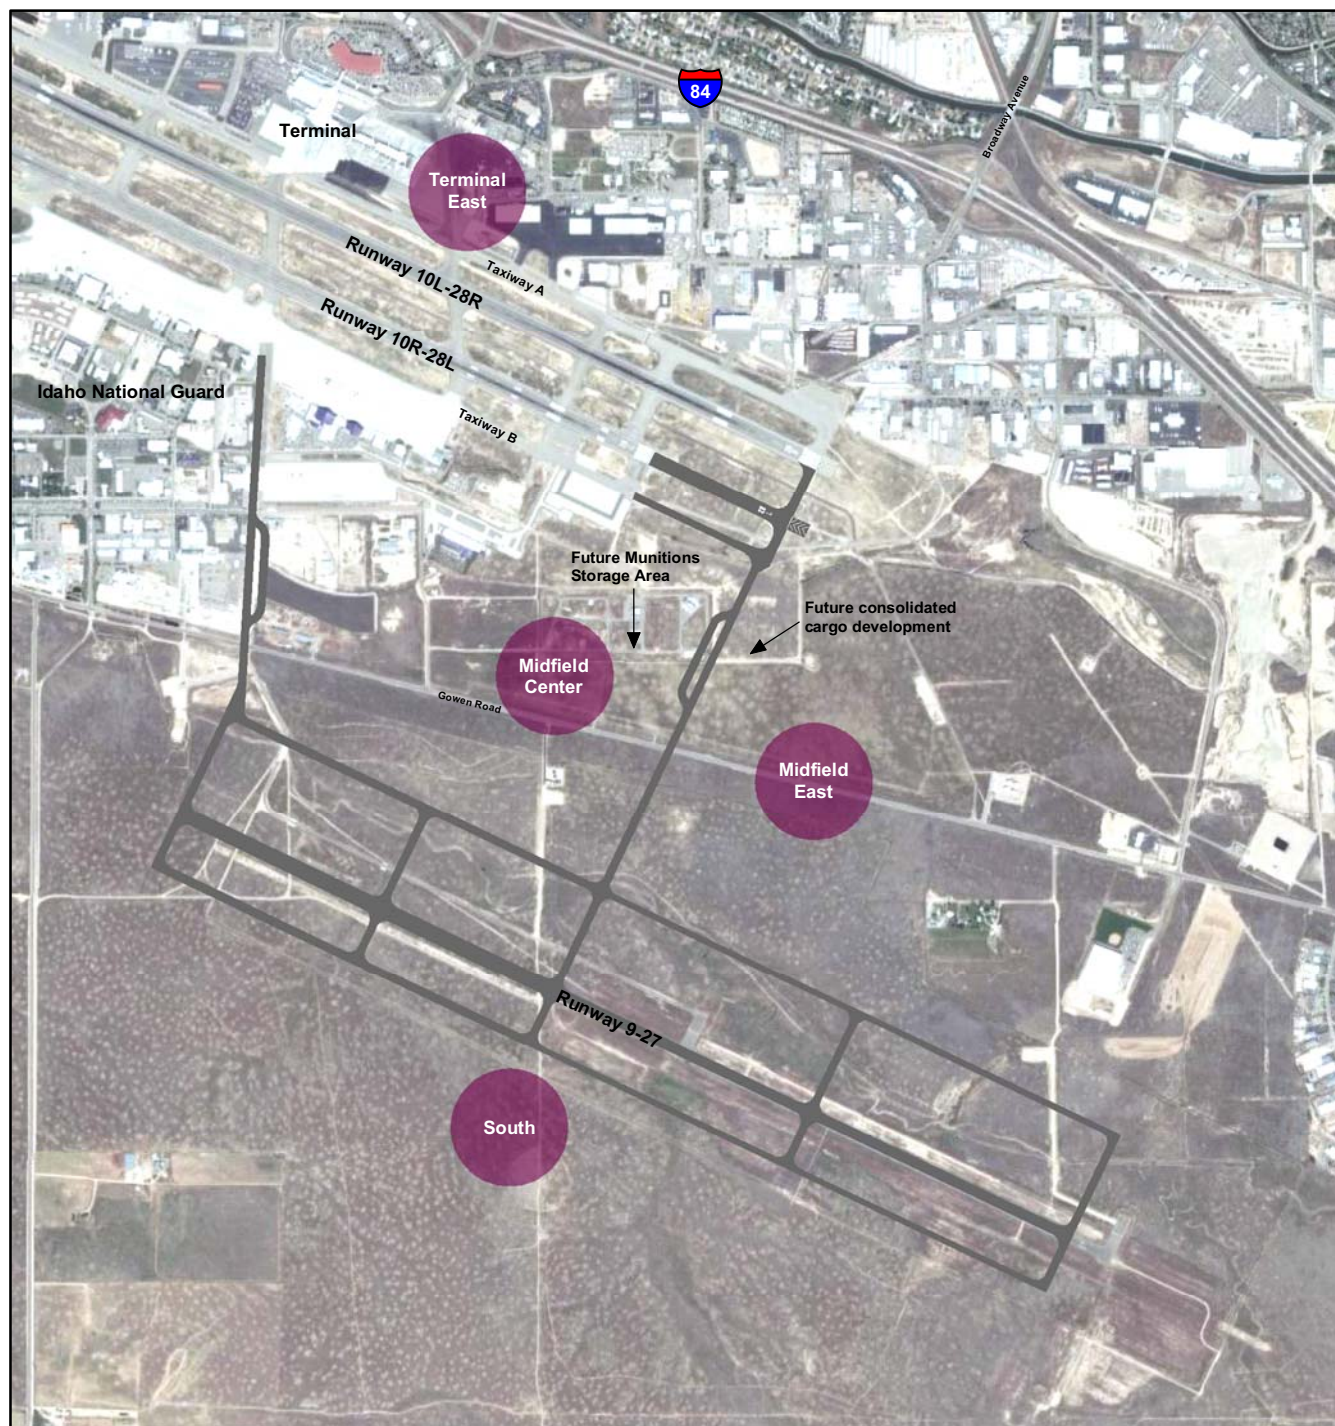 84
Broadway Avenue
Terminal
Terminal
East
Taxiway A
Runway 10L-28R
Runway 10R-28L
Idaho National Guard
Taxiway B
Future Munitions
Storage Area
Future consolidated
cargo development
Midfield
Center
Gowen Road
Midfield
East
Runway 9-27
South